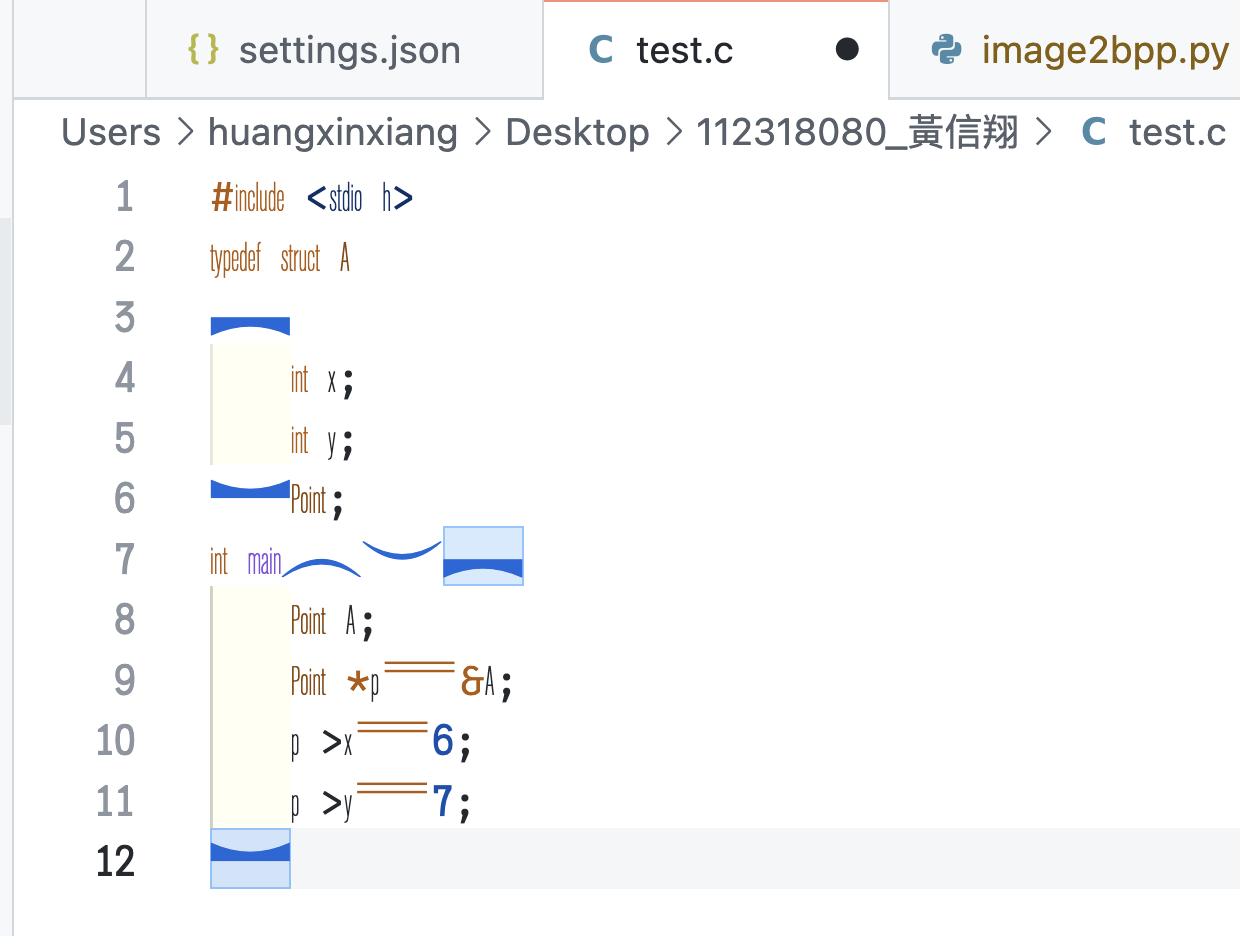 {} settings.json C test.c ● image2bpp.py
Users > huangxinxiang > Desktop > 112318080_黃信翔 > C test.c
1 #include <stdio h>
2 typedef struct A
3 {
4 int x;
5 int y;
6 }Point;
7 int main(){
8 Point A;
9 Point *p=&A;
10 p >x=6;
11 p >y=7;
12 }